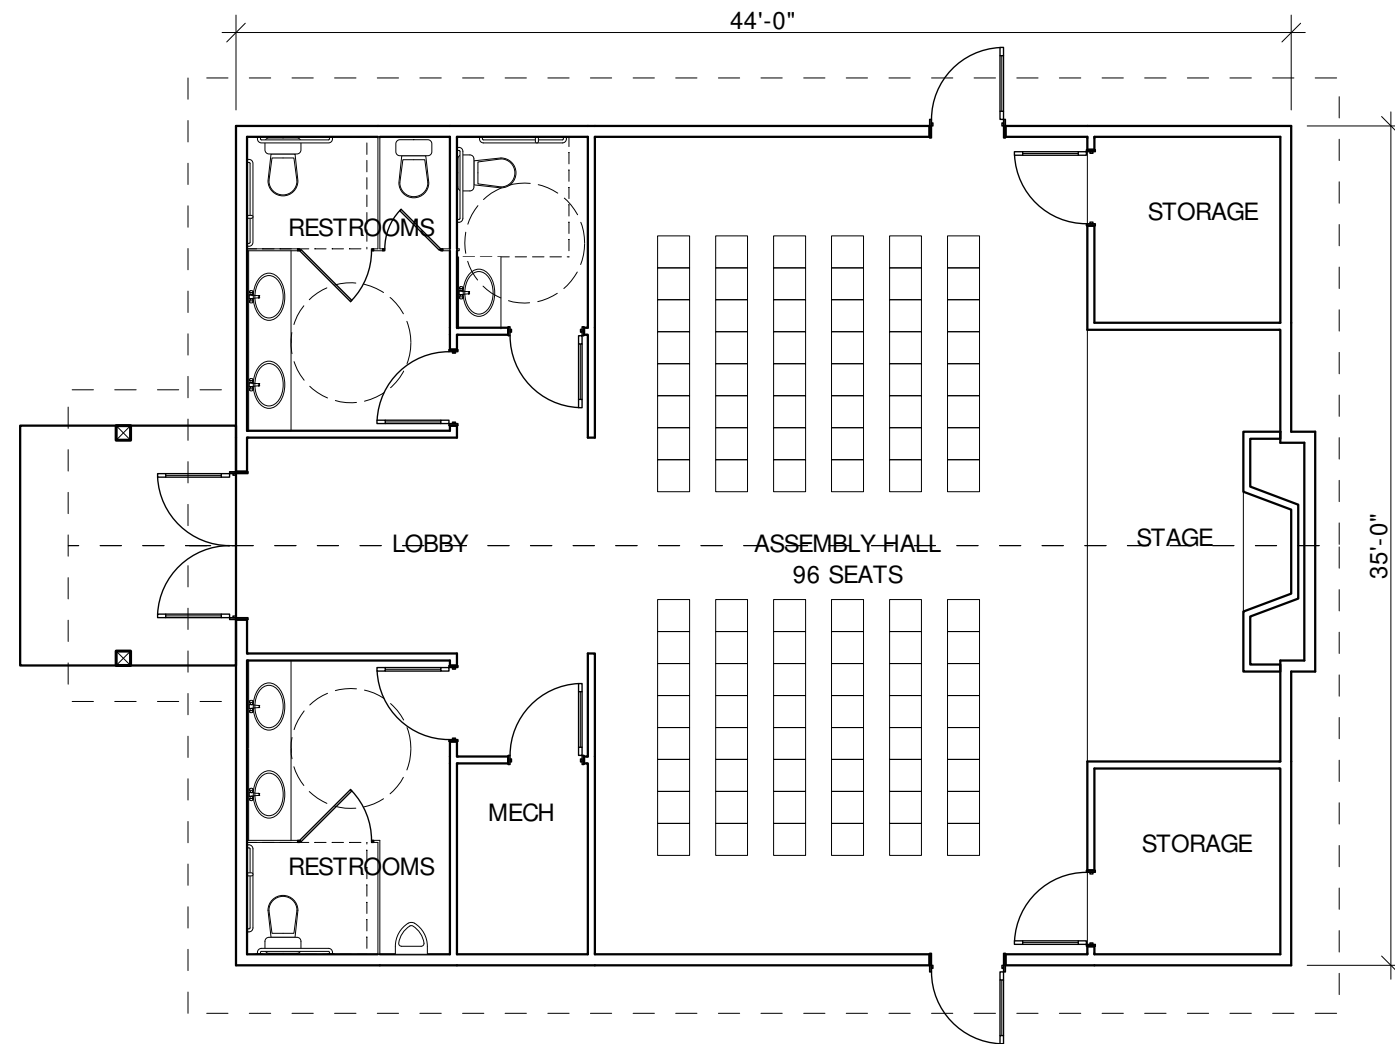 44'-0"
RESTROOMS
STORAGE
LOBBY
ASSEMBLY HALL
96 SEATS
STAGE
35'-0"
MECH
RESTROOMS
STORAGE